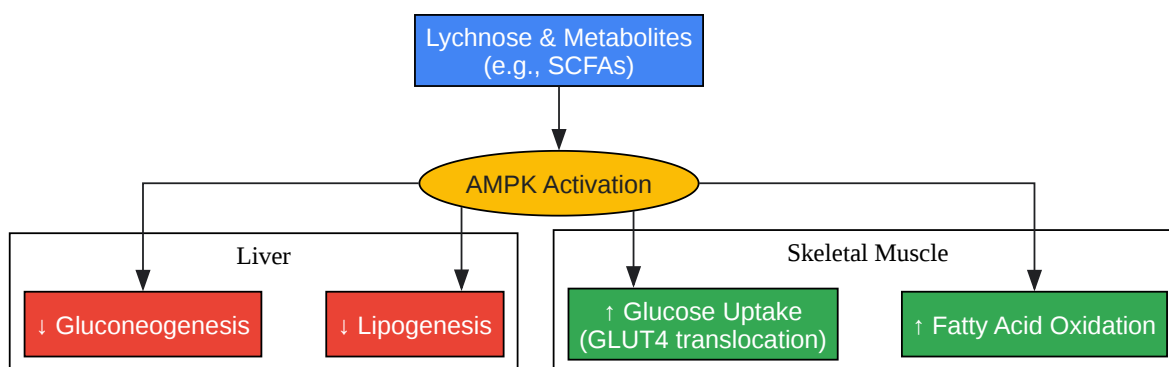 Lychnose & Metabolites
(e.g., SCFAs)
AMPK Activation
Liver
Skeletal Muscle
↓ Gluconeogenesis
↓ Lipogenesis
↑ Glucose Uptake
(GLUT4 translocation)
↑ Fatty Acid Oxidation